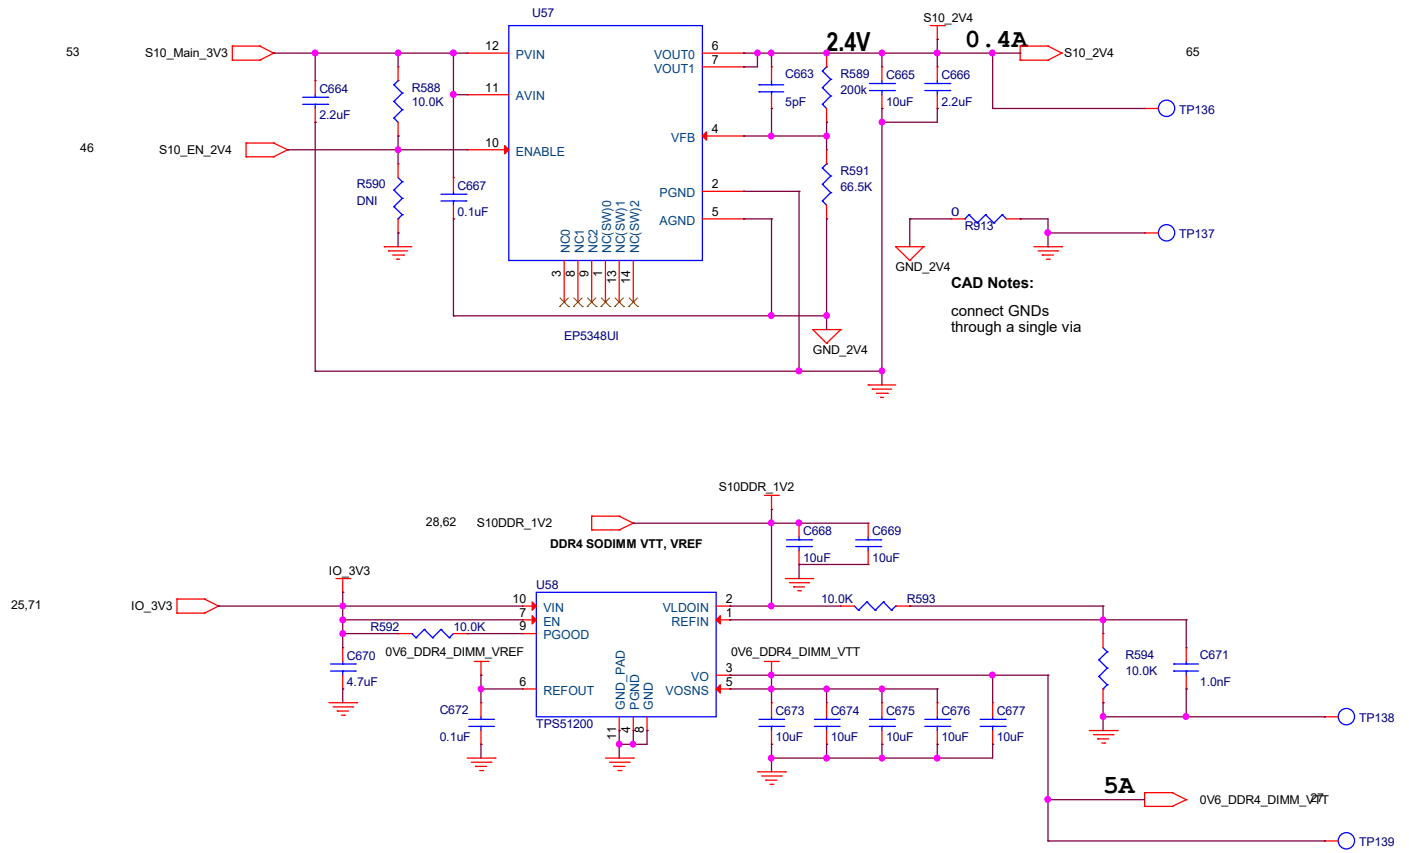 U57
S10_2V4
53
S10_Main_3V3
12
PVIN
VOUT0
6
VOUT1
7
2.4V
0.4A
S10_2V4
65
C664
2.2uF
R588
10.0K
11
AVIN
C663
5pF
R589
200k
C665
10uF
C666
2.2uF
TP136
46
S10_EN_2V4
10
ENABLE
VFB
4
R590
DNI
C667
0.1uF
R591
66.5K
PGND
2
AGND
5
NC0
NC1
NC2
NC(SW)0
NC(SW)1
NC(SW)2
3
8
9
1
13
14
EP5348UI
GND_2V4
0
R913
TP137
GND_2V4
CAD Notes:
connect GNDs
through a single via
S10DDR_1V2
28,62
S10DDR_1V2
DDR4 SODIMM VTT, VREF
C668
10uF
C669
10uF
IO_3V3
U58
25,71
IO_3V3
10
VIN
7
EN
9
PGOOD
VLDOIN
2
REFIN
1
10.0K
R593
R592
10.0K
C670
4.7uF
0V6_DDR4_DIMM_VREF
0V6_DDR4_DIMM_VTT
R594
10.0K
C671
1.0nF
6
REFOUT
VO
3
VOSNS
5
GND_PAD
PGND
GND
11
4
8
TPS51200
C672
0.1uF
C673
10uF
C674
10uF
C675
10uF
C676
10uF
C677
10uF
TP138
5A
0V6_DDR4_DIMM_VTT
27
TP139